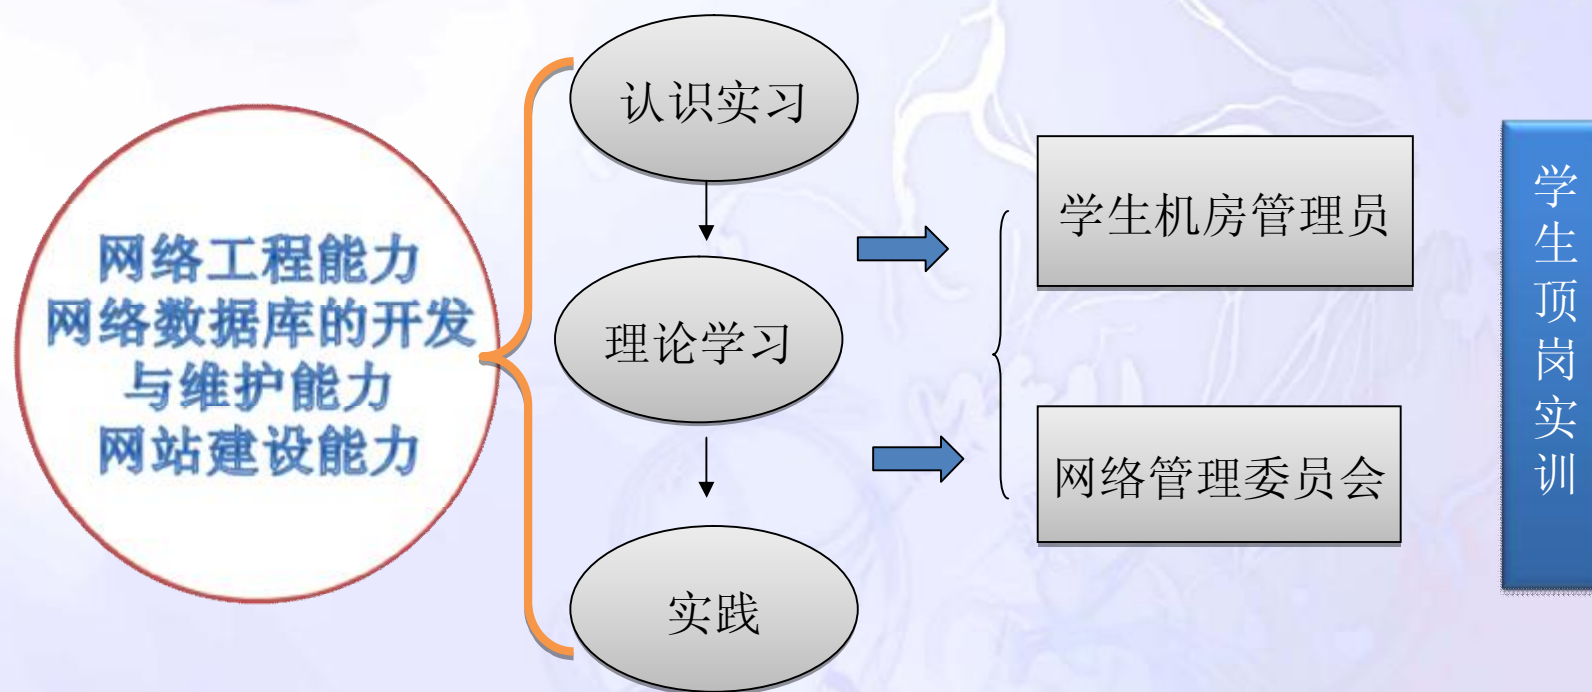 网络工程能力
网络数据库的开发
与维护能力
网站建设能力
认识实习
理论学习
实践
学生机房管理员
网络管理委员会
学生顶岗实训